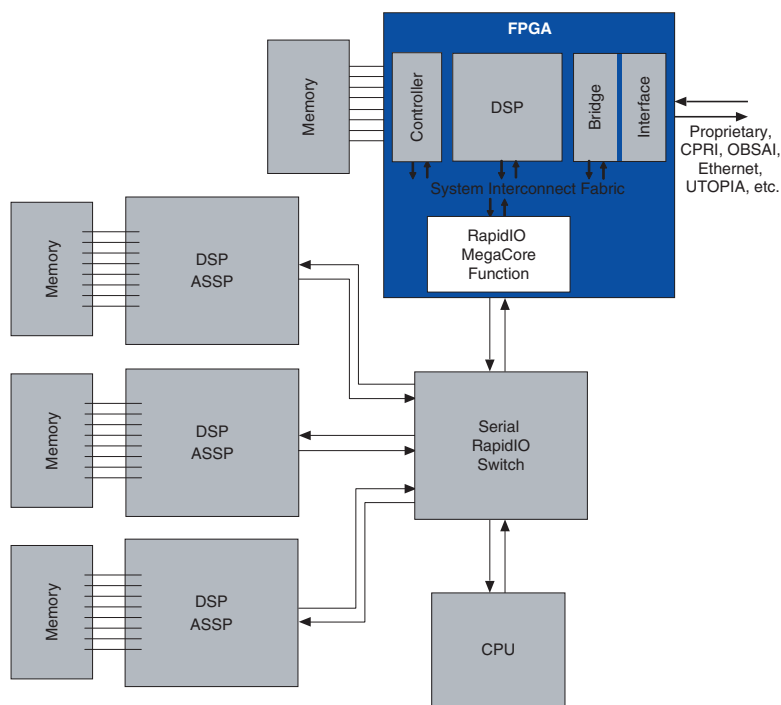 FPGA
Memory
Controller
DSP
Bridge
Interface
Proprietary,
CPRI, OBSAI,
Ethernet,
UTOPIA, etc.
System Interconnect Fabric
RapidIO
MegaCore
Function
Memory
DSP
ASSP
Memory
DSP
ASSP
Serial
RapidIO
Switch
Memory
DSP
ASSP
CPU